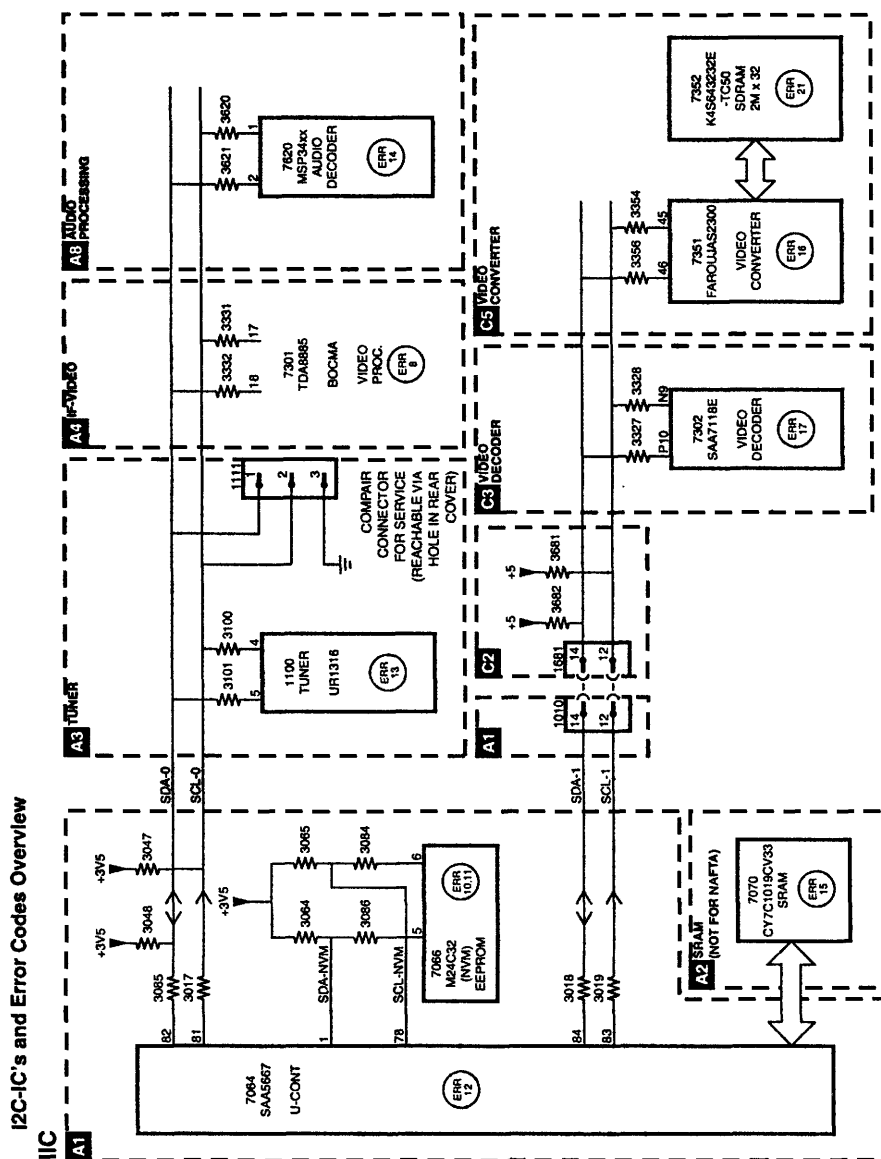 I2C-IC's and Error Codes Overview
IIC
A1
7064
SAA5667
U-CONT
ERR
12
82
81
1
78
84
83
3085
3017
+3V5
3048
+3V5
3047
SDA-0
SCL-0
+3V5
3064
3065
3086
3084
SDA-NVM
SCL-NVM
5
6
7066
M24C32
(NVM)
EEPROM
ERR
10,11
3018
3019
SDA-1
SCL-1
A2 SRAM
(NOT FOR NAFTA)
7070
CY7C1019CV33
SRAM
ERR
15
A3 TUNER
3101
3100
5
4
1100
TUNER
UR1316
ERR
13
1111
1
2
3
COMPAIR
CONNECTOR
FOR SERVICE
(REACHABLE VIA
HOLE IN REAR
COVER)
A4 IF-VIDEO
3332
3331
18
17
7301
TDA8885
BOCMA
VIDEO
PROC.
ERR
8
A8 AUDIO
PROCESSING
3621
3620
2
1
7620
MSP34xx
AUDIO
DECODER
ERR
14
A1
1010
14
12
C2
1681
14
12
+5
3682
+5
3681
C3 VIDEO
DECODER
3327
3328
P10
N9
7302
SAA7118E
VIDEO
DECODER
ERR
17
C5 VIDEO
CONVERTER
3356
3354
46
45
7351
FAROUJAS2300
VIDEO
CONVERTER
ERR
16
7352
K4S643232E
-TC50
SDRAM
2M x 32
ERR
21